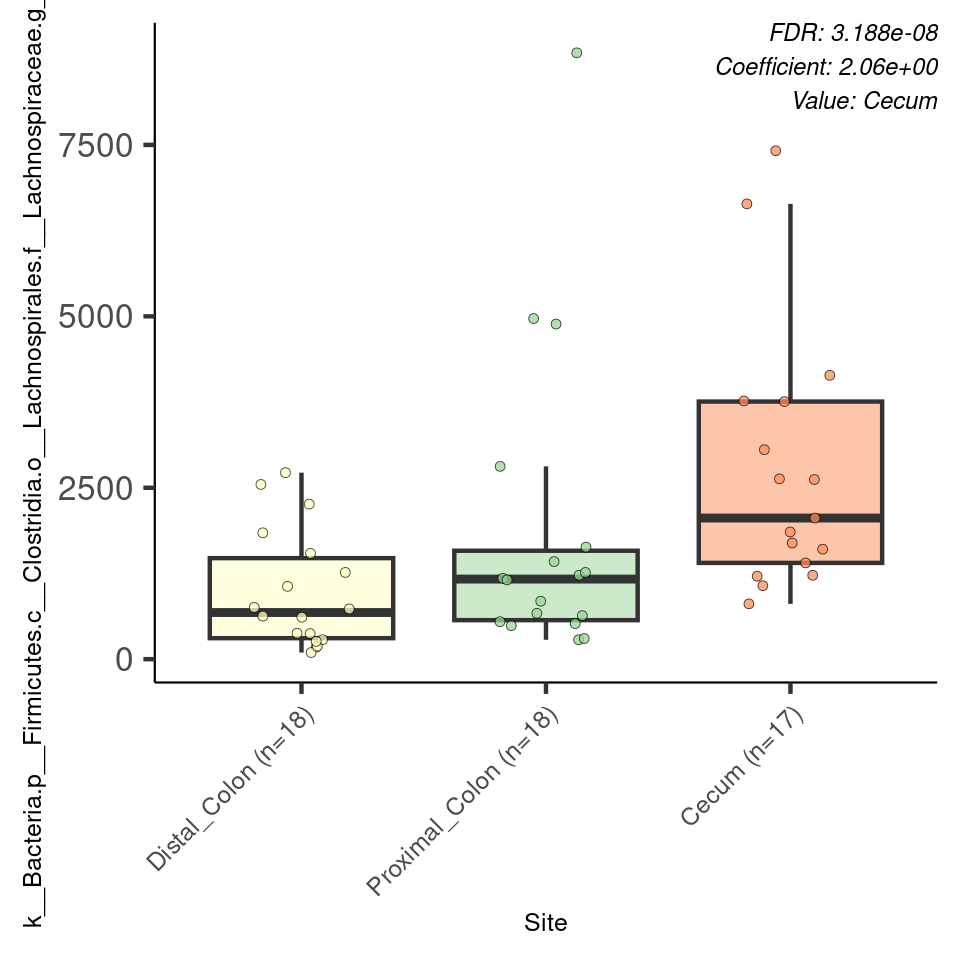 FDR: 3.188e-08
Coefficient: 2.06e+00
Value: Cecum
k__Bacteria.p__Firmicutes.c__Clostridia.o__Lachnospirales.f__Lachnospiraceae.g_
7500
5000
2500
0
Distal_Colon (n=18)
Proximal_Colon (n=18)
Cecum (n=17)
Site